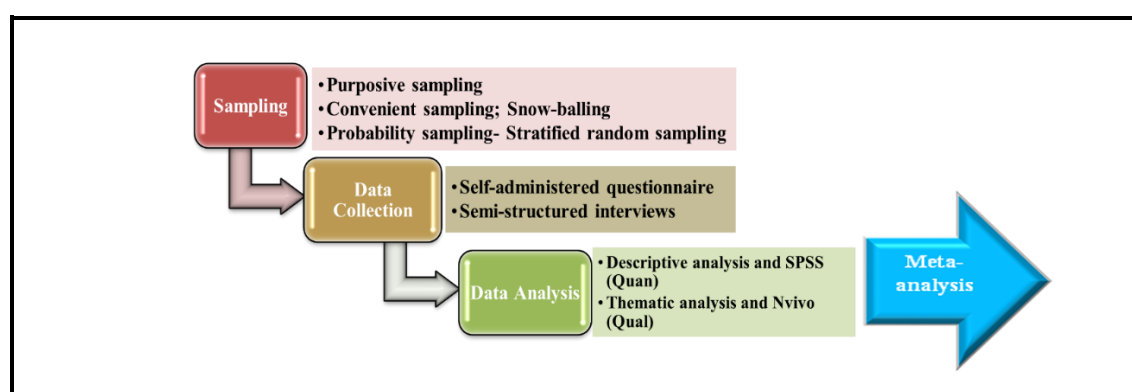 Sampling
•Purposive sampling
•Convenient sampling; Snow-balling
•Probability sampling- Stratified random sampling
Data
Collection
•Self-administered questionnaire
•Semi-structured interviews
Data Analysis
•Descriptive analysis and SPSS
(Quan)
•Thematic analysis and Nvivo
(Qual)
Meta-
analysis